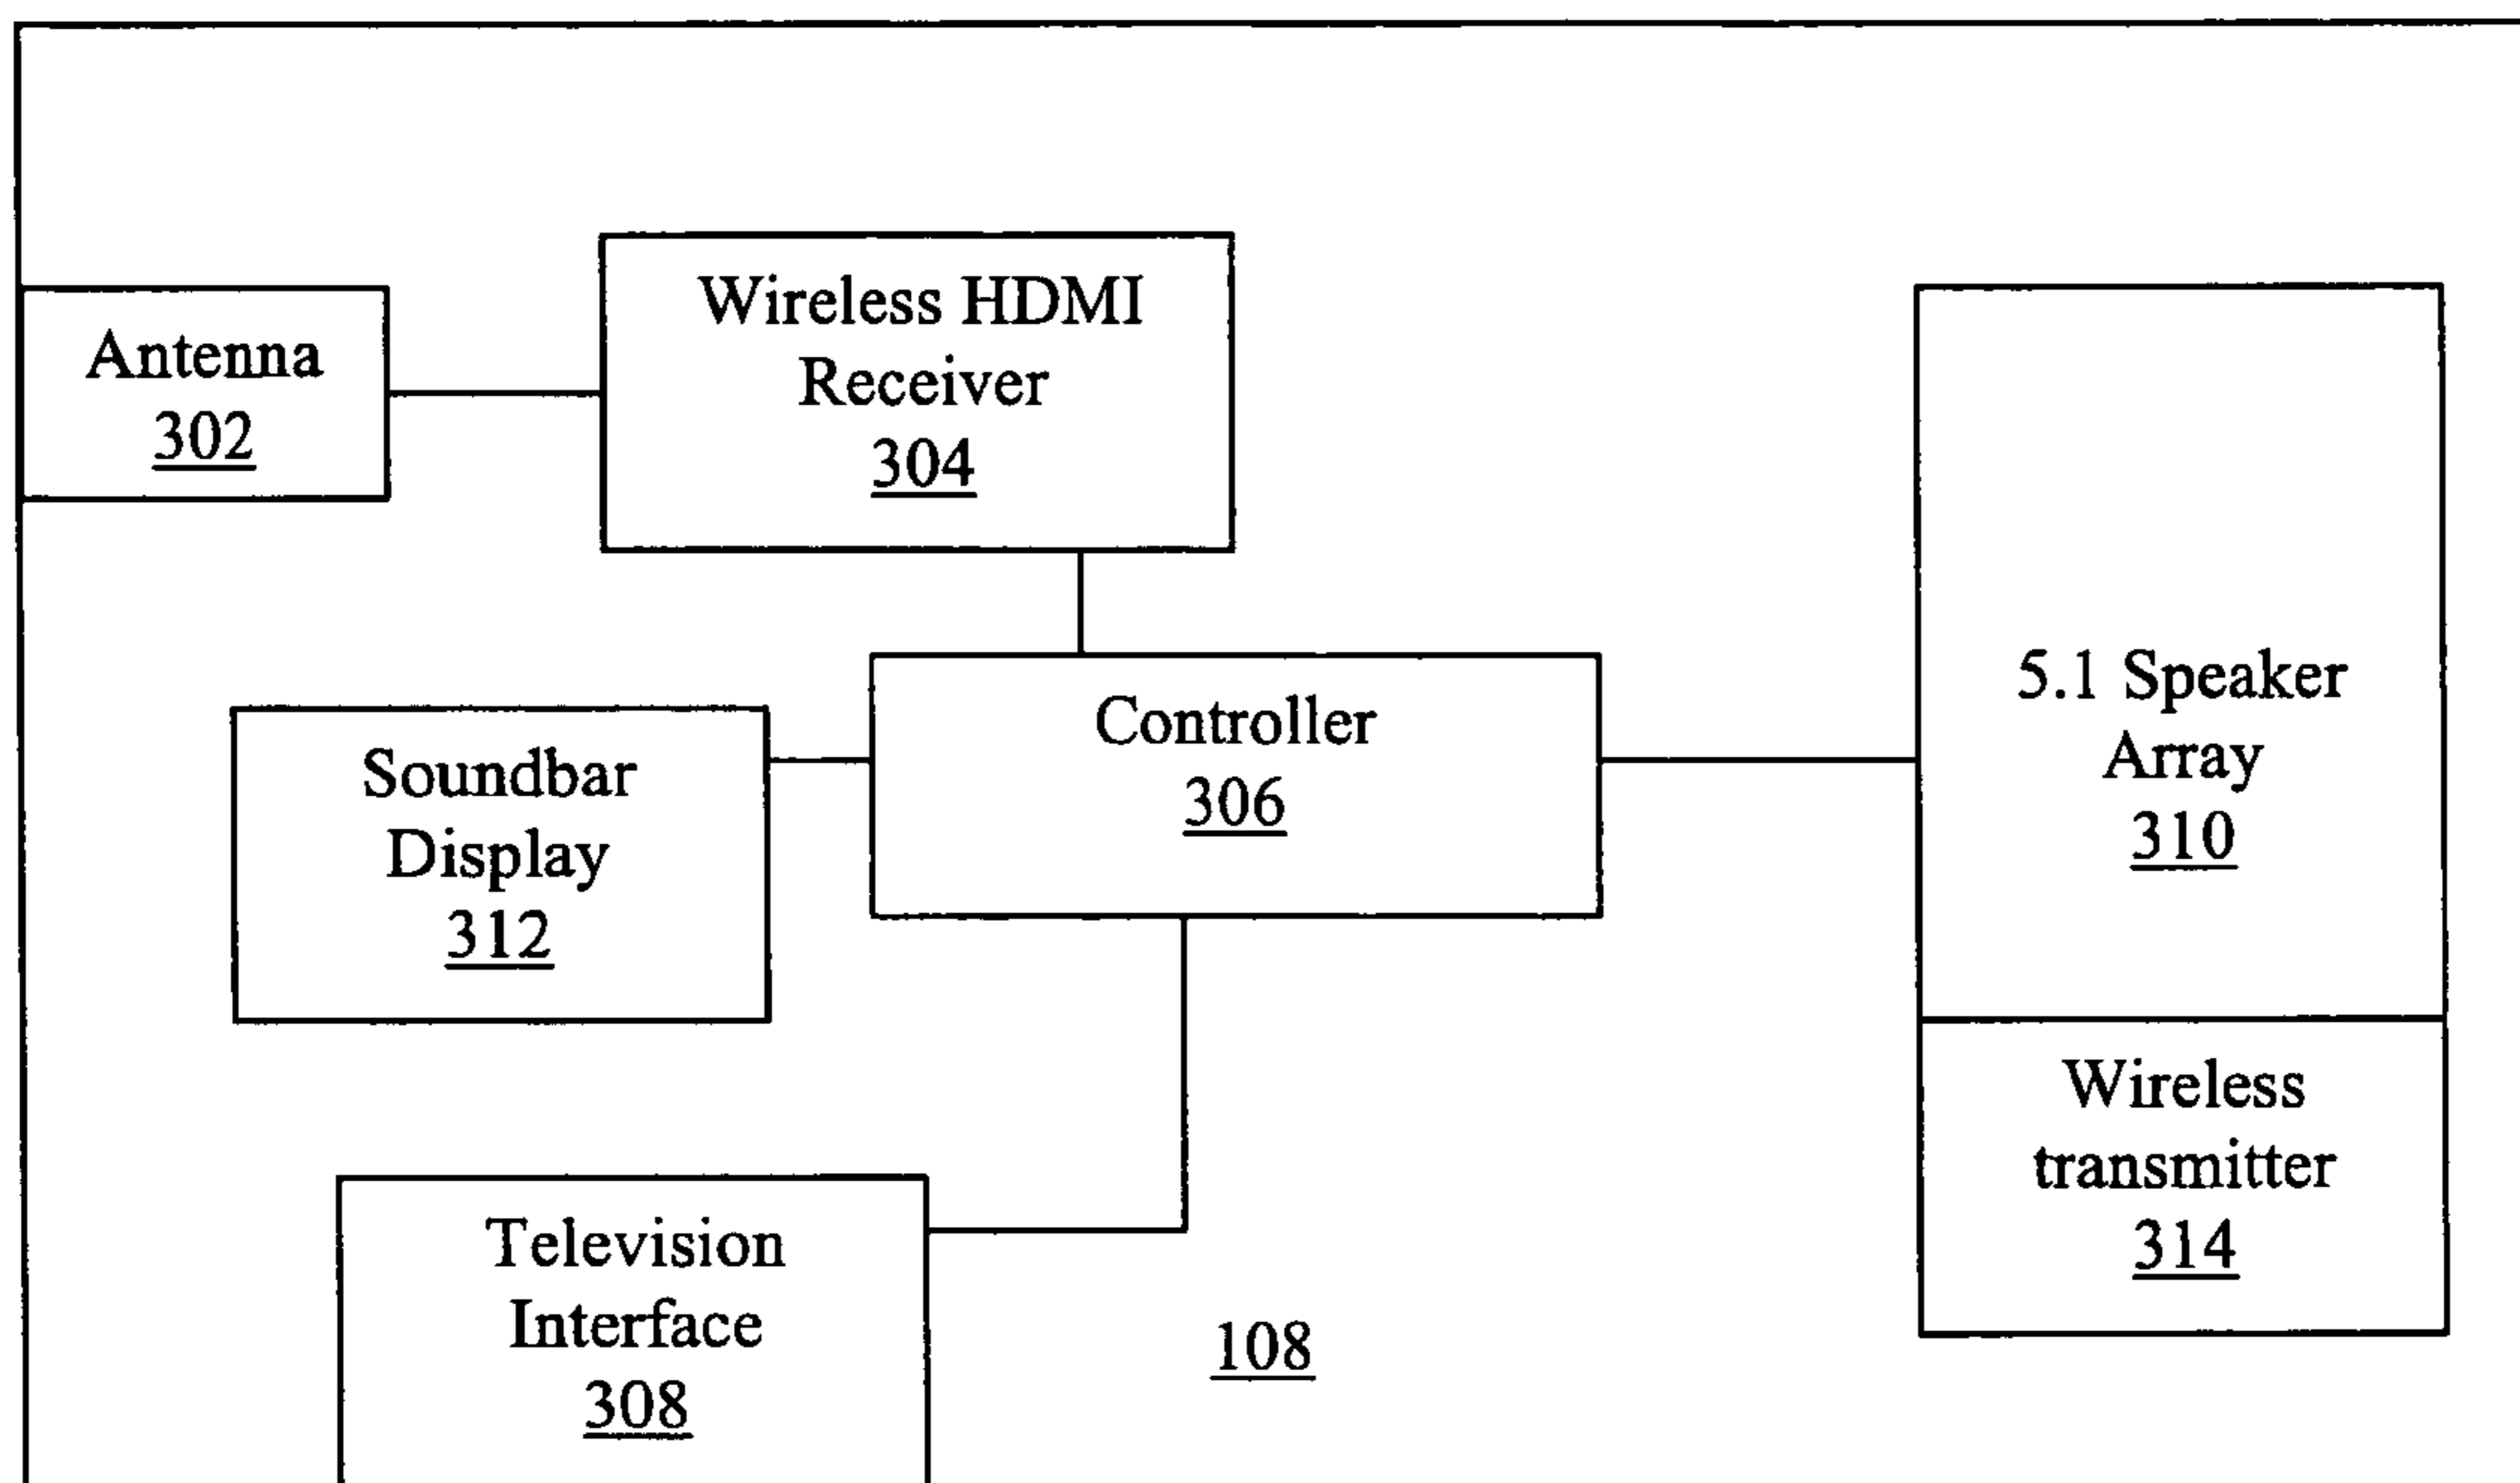 Antenna
302
Wireless HDMI
Receiver
304
Controller
306
Soundbar
Display
312
5.1 Speaker
Array
310
Wireless
transmitter
314
Television
Interface
308
108